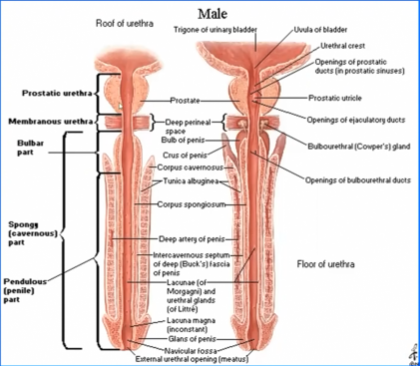 Male
Roof of urethra
Trigone of urinary bladder
Uvula of bladder
Urethral crest
Openings of prostatic
ducts (in prostatic sinuses)
Prostatic urethra
Prostate
Prostatic utricle
Membranous urethra
Deep perineal
space
Openings of ejaculatory ducts
Bulbar
part
Bulb of penis
Bulbourethral (Cowper's) gland
Crus of penis
Corpus cavernosus
Tunica albuginea
Openings of bulbourethral ducts
Corpus spongiosum
Spongy
(cavernous)
part
Deep artery of penis
Intercavernous septum
of deep (Buck's) fascia
of penis
Floor of urethra
Pendulous
(penile)
part
Lacunae (of
Morgagni) and
urethral glands
(of Littré)
Lacuna magna
(inconstant)
Glans of penis
Navicular fossa
External urethral opening (meatus)